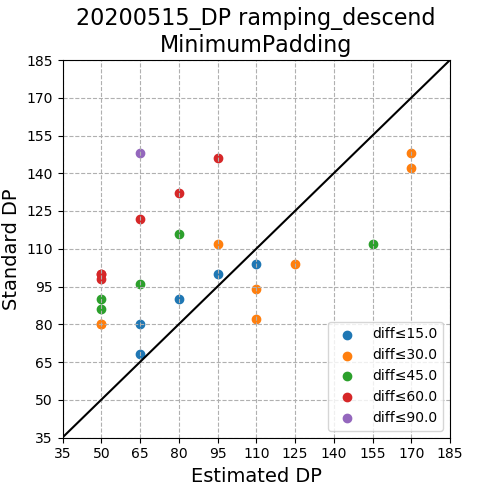 20200515_DP ramping_descend
MinimumPadding
185
170
155
140
125
110
95
80
65
50
35
Standard DP
diff≤15.0
diff≤30.0
diff≤45.0
diff≤60.0
diff≤90.0
35 50 65 80 95 110 125 140 155 170 185
Estimated DP